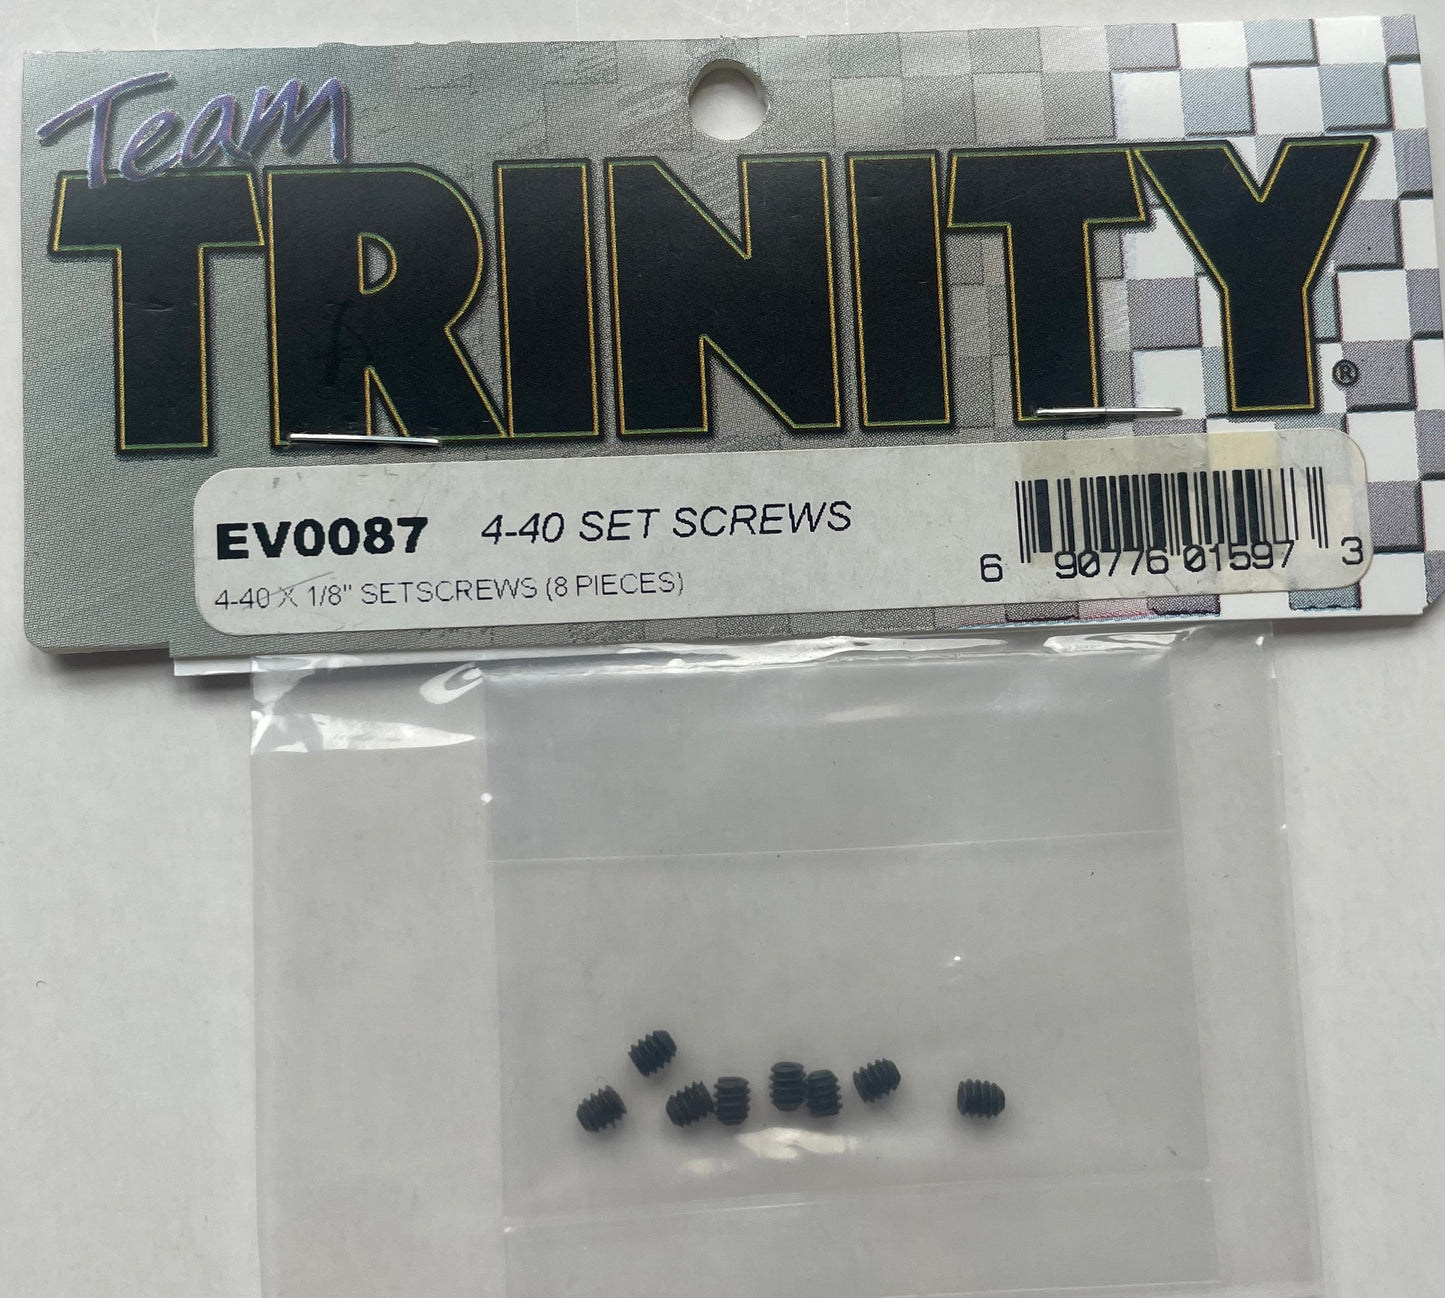 Team
TRINITY®
EV0087 4-40 SET SCREWS
4-40 X 1/8" SETSCREWS (8 PIECES)
6 90776 01597 3